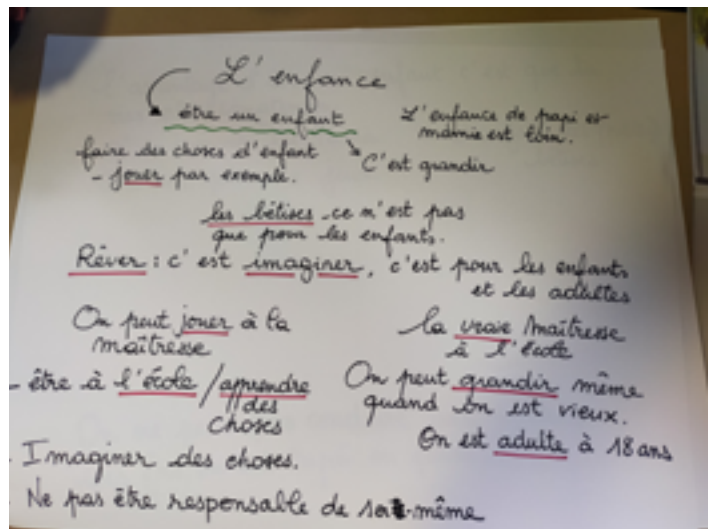 L'enfance
être un enfant
L'enfance de papi et
mamie est loin.
faire des choses d'enfant
- jouer par exemple.
C'est grandir
les bêtises ce n'est pas
que pour les enfants.
Rêver : c'est imaginer, c'est pour les enfants
et les adultes
On peut jouer à la
maîtresse
la vraie maîtresse
à l'école
- être à l'école / apprendre
des
choses
On peut grandir même
quand on est vieux.
On est adulte à 18 ans
- Imaginer des choses.
- Ne pas être responsable de soi-même